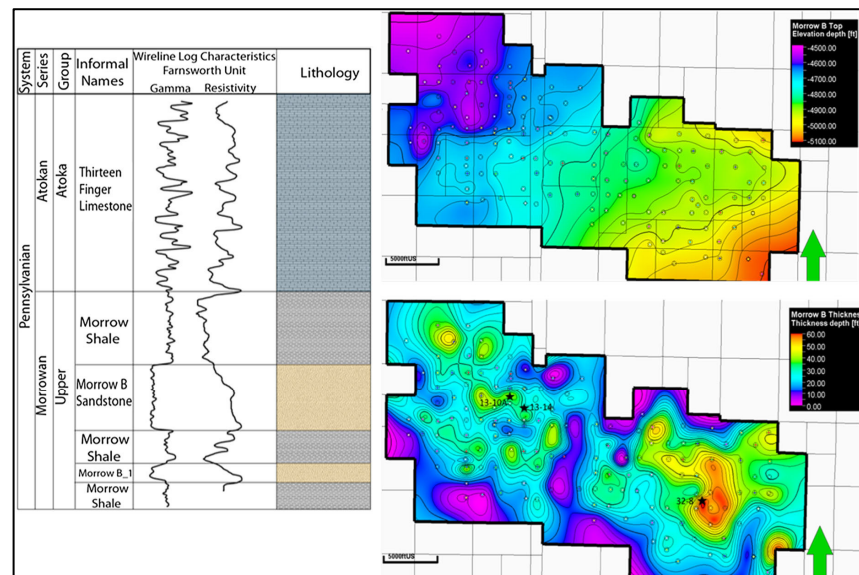 System
Series
Group
Informal
Names
Wireline Log Characteristics
Farnsworth Unit
Gamma Resistivity
Lithology
Pennsylvanian
Atokan
Atoka
Thirteen
Finger
Limestone
Morrowan
Upper
Morrow
Shale
Morrow B
Sandstone
Morrow
Shale
Morrow B_1
Morrow
Shale
Morrow B Top
Elevation depth [ft]
-4500.00
-4600.00
-4700.00
-4800.00
-4900.00
-5000.00
-5100.00
5000ftUS
Morrow B Thickness
Thickness depth [ft]
60.00
50.00
40.00
30.00
20.00
10.00
0.00
13-10A
13-14
32-8
5000ftUS